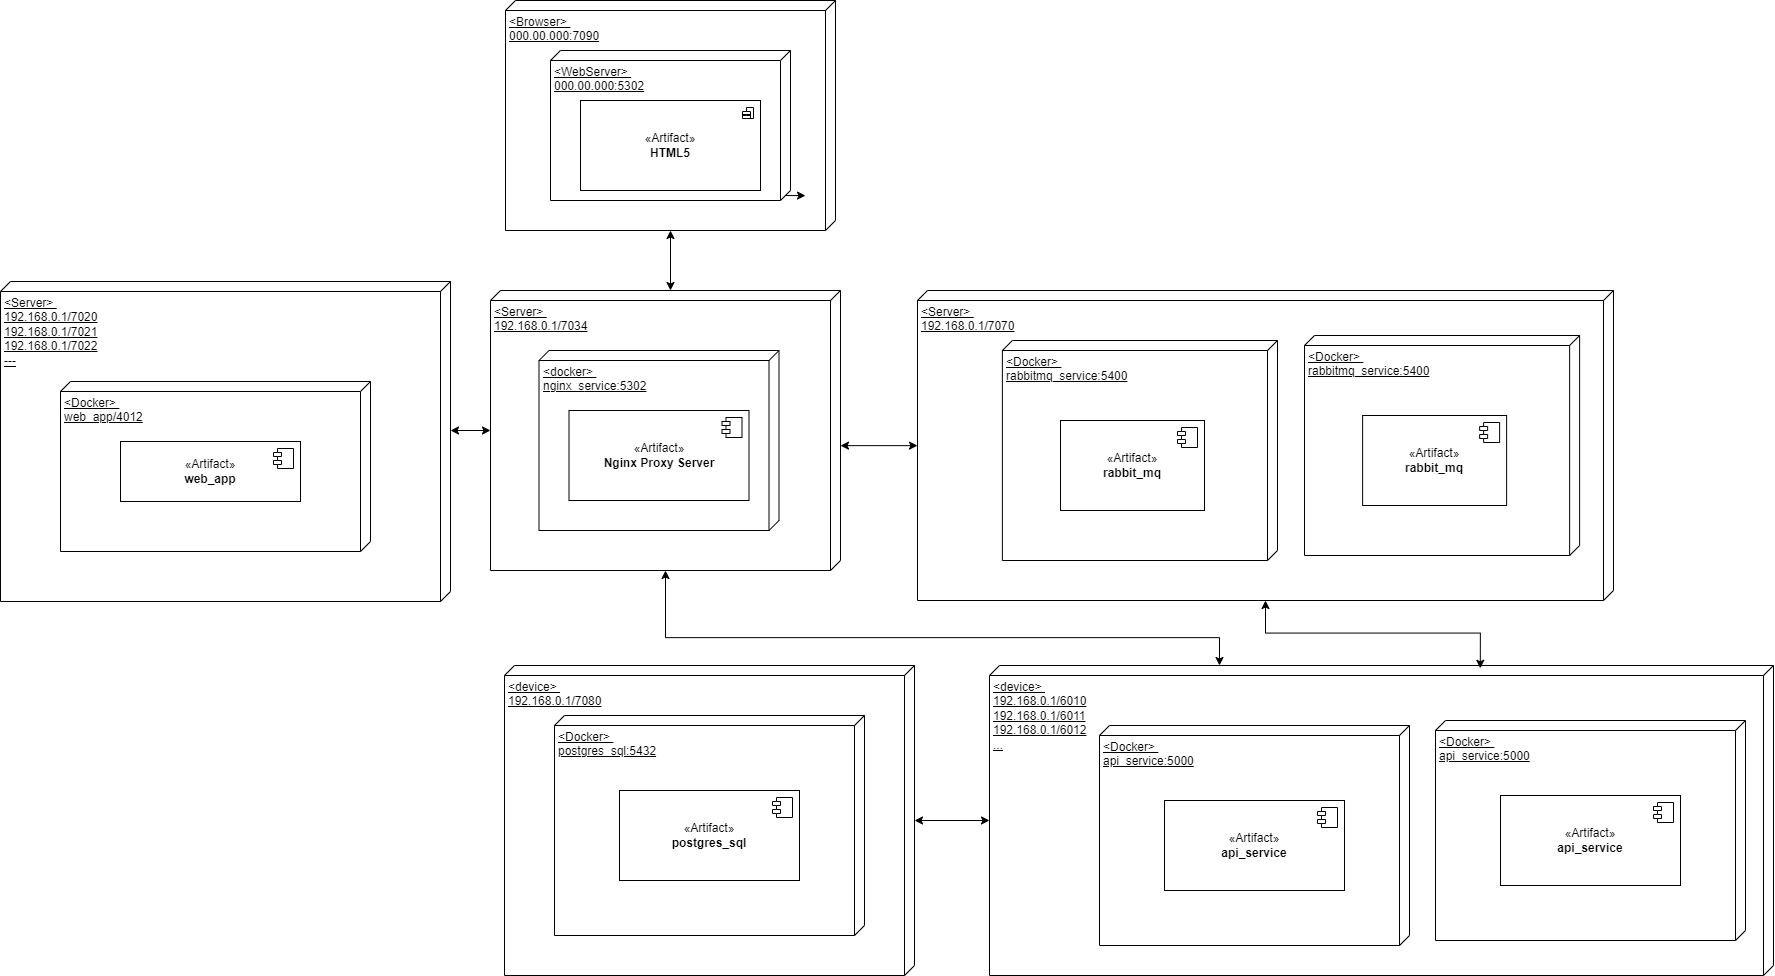 <Browser>
000.00.000:7090
<WebServer>
000.00.000:5302
«Artifact»
HTML5
<Server>
192.168.0.1/7020
192.168.0.1/7021
192.168.0.1/7022
---
<Docker>
web_app/4012
«Artifact»
web_app
<Server>
192.168.0.1/7034
<docker>
nginx_service:5302
«Artifact»
Nginx Proxy Server
<Server>
192.168.0.1/7070
<Docker>
rabbitmq_service:5400
«Artifact»
rabbit_mq
<Docker>
rabbitmq_service:5400
«Artifact»
rabbit_mq
<device>
192.168.0.1/7080
<Docker>
postgres_sql:5432
«Artifact»
postgres_sql
<device>
192.168.0.1/6010
192.168.0.1/6011
192.168.0.1/6012
...
<Docker>
api_service:5000
«Artifact»
api_service
<Docker>
api_service:5000
«Artifact»
api_service